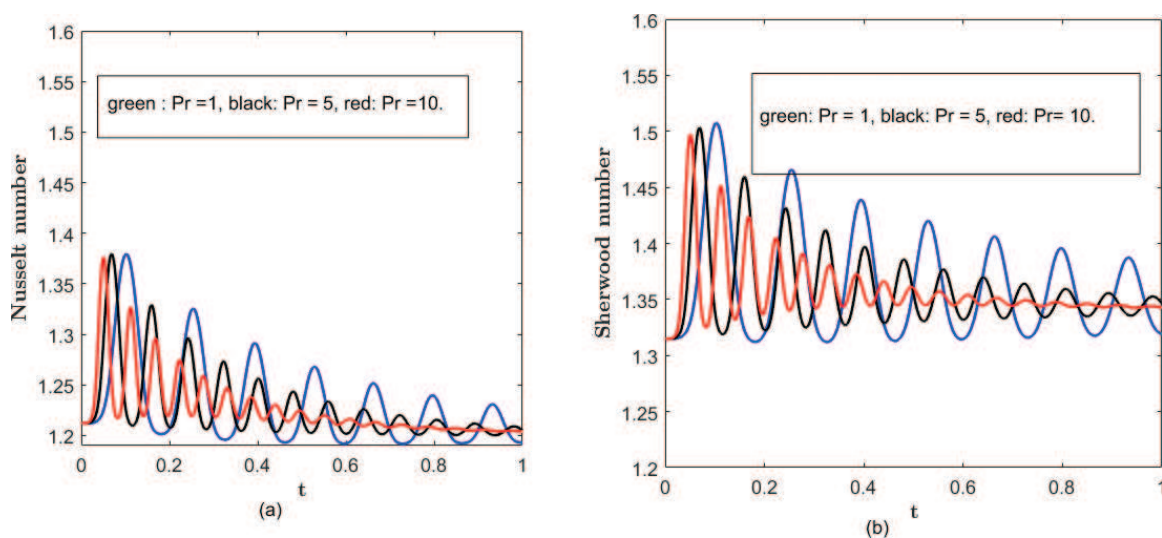 1.6
1.55
green : Pr =1, black: Pr = 5, red: Pr =10.
1.5
1.45
1.4
1.35
1.3
1.25
1.2
Nusselt number
0 0.2 0.4 0.6 0.8 1
t
(a)
1.6
1.55
green: Pr = 1, black: Pr = 5, red: Pr= 10.
1.5
1.45
1.4
1.35
1.3
1.25
1.2
Sherwood number
0 0.2 0.4 0.6 0.8 1
t
(b)